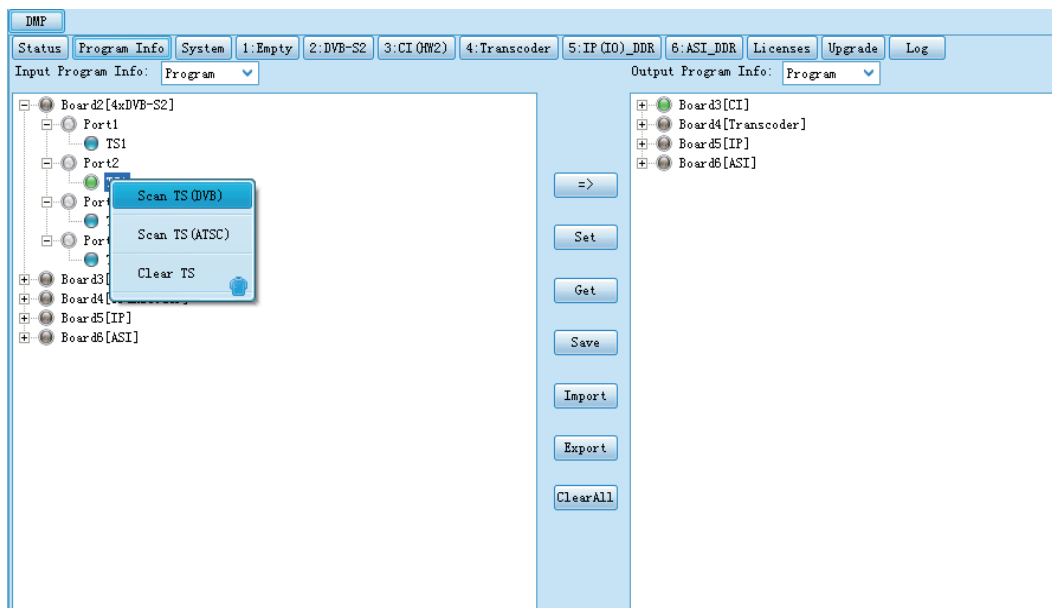 DMP
Status Program Info System 1:Empty 2:DVB-S2 3:CI(HW2) 4:Transcoder 5:IP(IO)_DDR 6:ASI_DDR Licenses Upgrade Log
Input Program Info: Program Output Program Info: Program
Board2[4xDVB-S2]
Port1
TS1
Port2
Scan TS(DVB)
Scan TS(ATSC)
Clear TS
Board5[IP]
Board6[ASI]
=>
Set
Get
Save
Import
Export
ClearAll
Board3[CI]
Board4[Transcoder]
Board5[IP]
Board6[ASI]